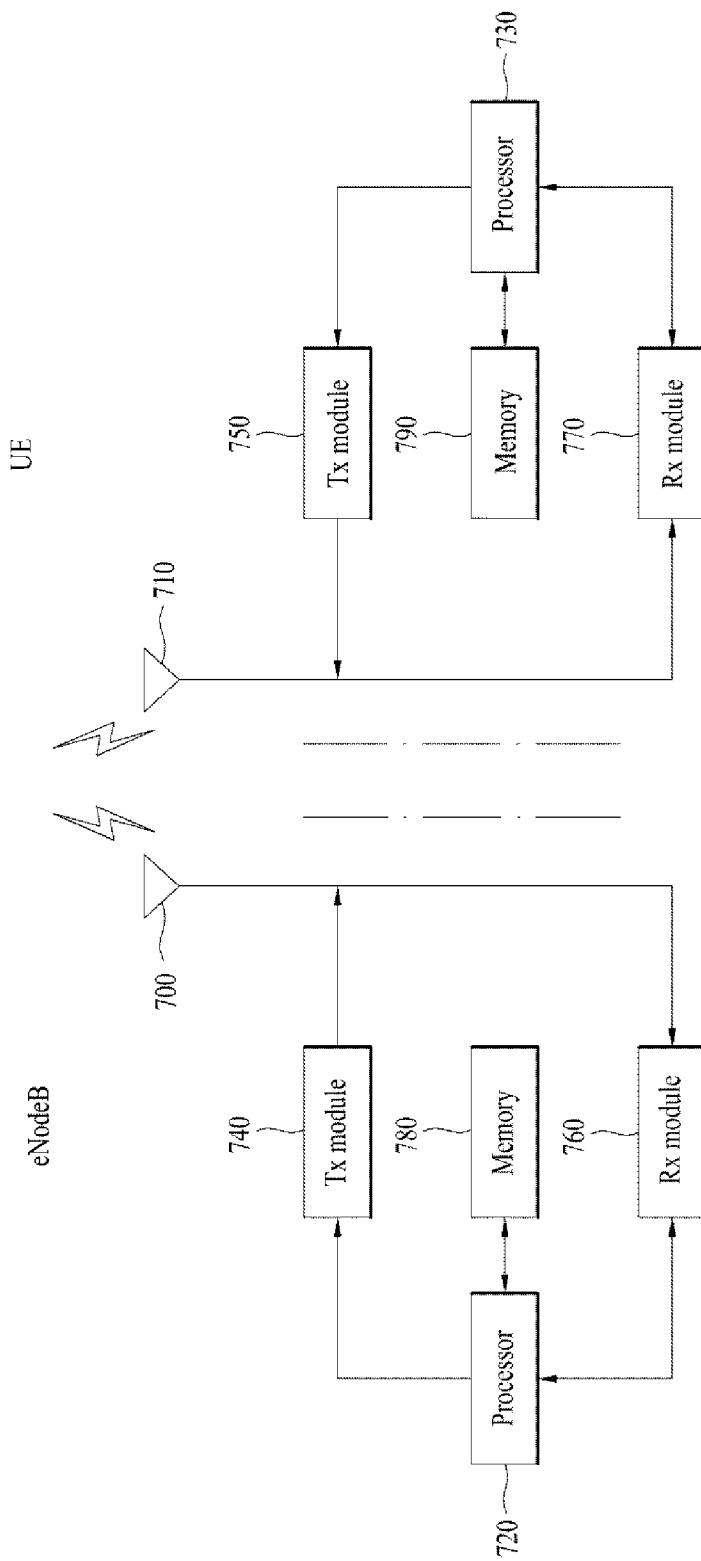 eNodeB
UE
700
710
740
Tx module
750
Tx module
720
Processor
780
Memory
790
Memory
730
Processor
760
Rx module
770
Rx module